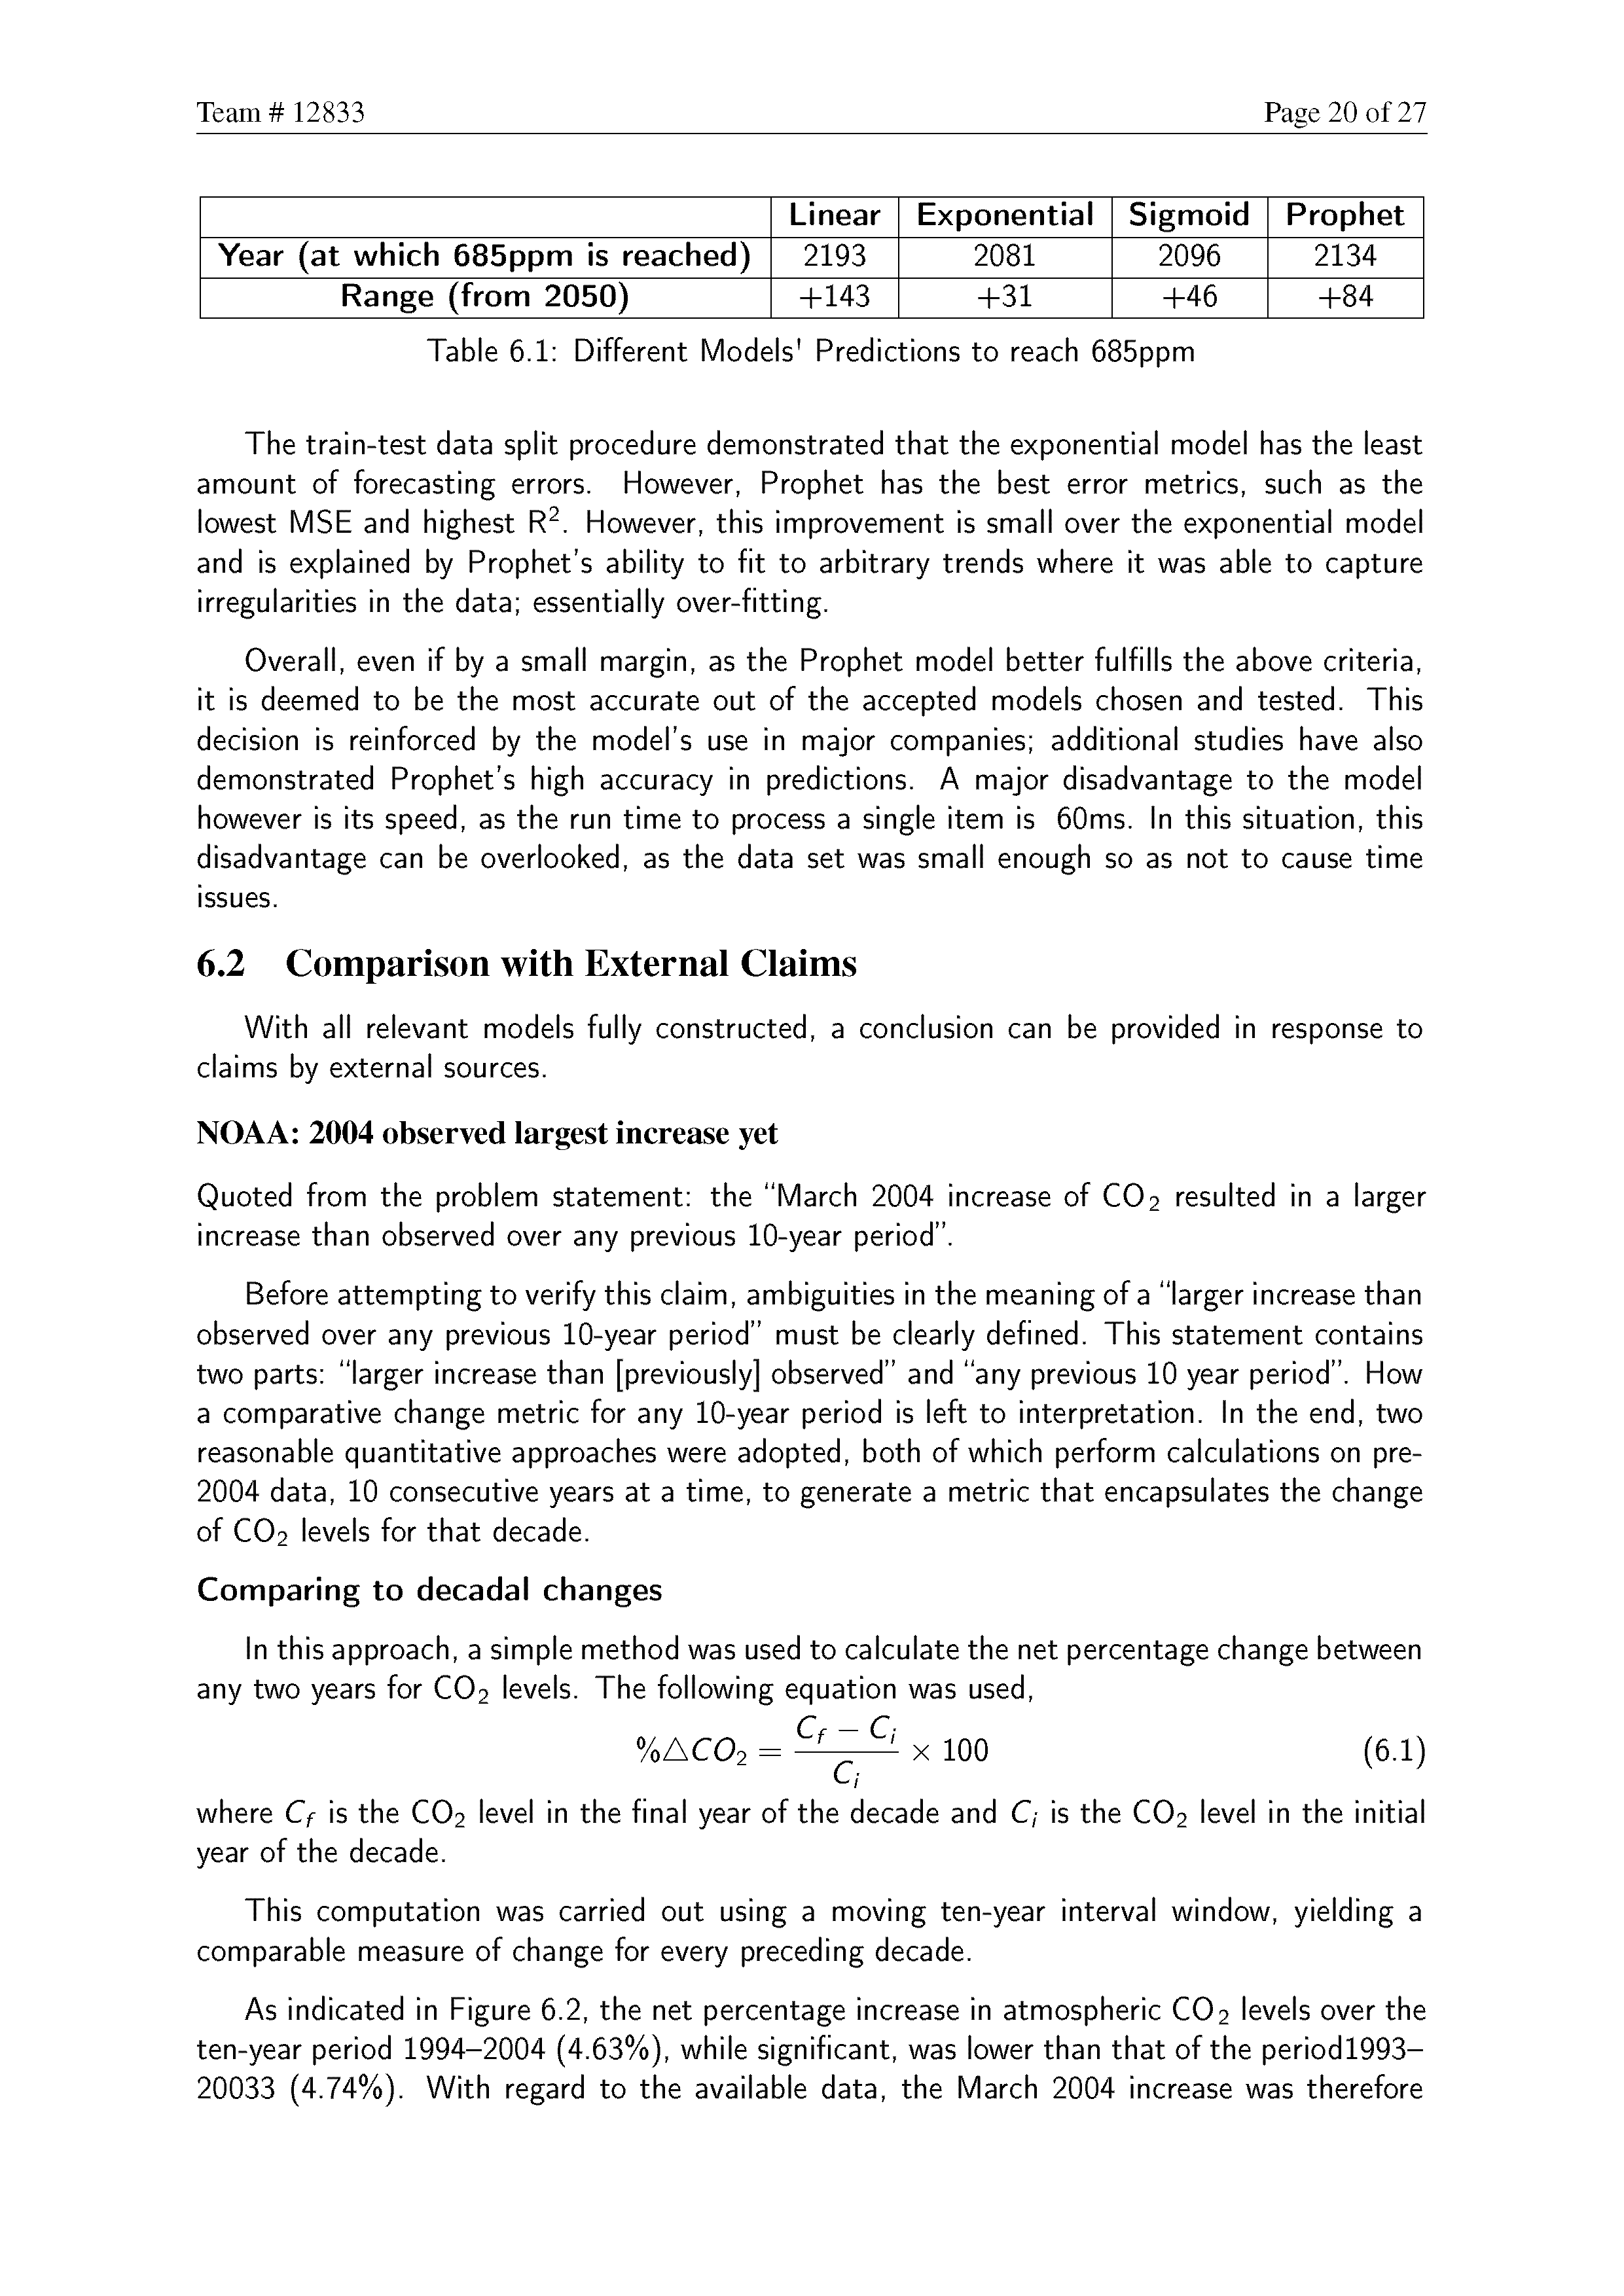 Team # 12833 Page 20 of 27
Linear Exponential Sigmoid Prophet
Year (at which 685ppm is reached) 2193 2081 2096 2134
Range (from 2050) +143 +31 +46 +84
Table 6.1: Different Models' Predictions to reach 685ppm
The train-test data split procedure demonstrated that the exponential model has the least
amount of forecasting errors. However, Prophet has the best error metrics, such as the
lowest MSE and highest R². However, this improvement is small over the exponential model
and is explained by Prophet's ability to fit to arbitrary trends where it was able to capture
irregularities in the data; essentially over-fitting.
Overall, even if by a small margin, as the Prophet model better fulfills the above criteria,
it is deemed to be the most accurate out of the accepted models chosen and tested. This
decision is reinforced by the model's use in major companies; additional studies have also
demonstrated Prophet's high accuracy in predictions. A major disadvantage to the model
however is its speed, as the run time to process a single item is 60ms. In this situation, this
disadvantage can be overlooked, as the data set was small enough so as not to cause time
issues.
6.2 Comparison with External Claims
With all relevant models fully constructed, a conclusion can be provided in response to
claims by external sources.
NOAA: 2004 observed largest increase yet
Quoted from the problem statement: the “March 2004 increase of CO₂ resulted in a larger
increase than observed over any previous 10-year period”.
Before attempting to verify this claim, ambiguities in the meaning of a “larger increase than
observed over any previous 10-year period” must be clearly defined. This statement contains
two parts: “larger increase than [previously] observed” and “any previous 10 year period”. How
a comparative change metric for any 10-year period is left to interpretation. In the end, two
reasonable quantitative approaches were adopted, both of which perform calculations on pre-
2004 data, 10 consecutive years at a time, to generate a metric that encapsulates the change
of CO₂ levels for that decade.
Comparing to decadal changes
In this approach, a simple method was used to calculate the net percentage change between
any two years for CO₂ levels. The following equation was used,
%△CO₂ = (C_f − C_i) / C_i × 100 (6.1)
where C_f is the CO₂ level in the final year of the decade and C_i is the CO₂ level in the initial
year of the decade.
This computation was carried out using a moving ten-year interval window, yielding a
comparable measure of change for every preceding decade.
As indicated in Figure 6.2, the net percentage increase in atmospheric CO₂ levels over the
ten-year period 1994–2004 (4.63%), while significant, was lower than that of the period1993–
20033 (4.74%). With regard to the available data, the March 2004 increase was therefore